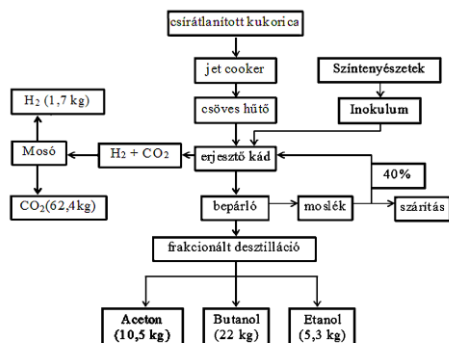 csírátlanított kukorica
jet cooker
Színtenyészetek
H₂ (1,7 kg)
csöves hűtő
Inokulum
Mosó
H₂ + CO₂
erjesztő kád
40%
CO₂(62,4kg)
bepárló
moslék
szárítás
frakcionált desztilláció
Aceton
(10,5 kg)
Butanol
(22 kg)
Etanol
(5,3 kg)